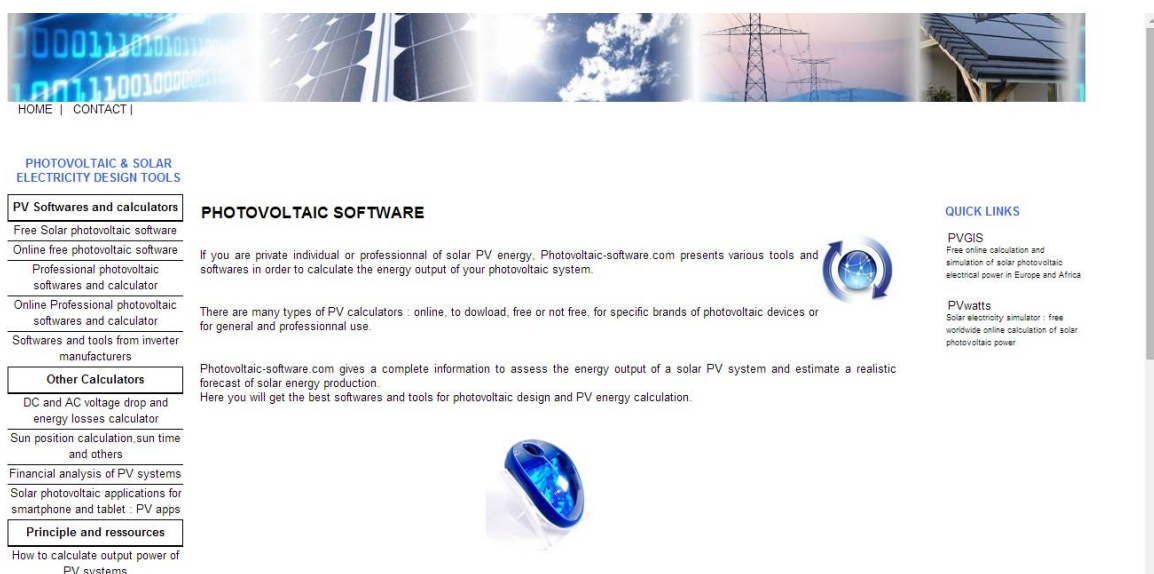 HOME | CONTACT |
PHOTOVOLTAIC & SOLAR
ELECTRICITY DESIGN TOOLS
PV Softwares and calculators
Free Solar photovoltaic software
Online free photovoltaic software
Professional photovoltaic
softwares and calculator
Online Professional photovoltaic
softwares and calculator
Softwares and tools from inverter
manufacturers
Other Calculators
DC and AC voltage drop and
energy losses calculator
Sun position calculation,sun time
and others
Financial analysis of PV systems
Solar photovoltaic applications for
smartphone and tablet : PV apps
Principle and ressources
How to calculate output power of
PV systems
PHOTOVOLTAIC SOFTWARE
If you are private individual or professionnal of solar PV energy, Photovoltaic-software.com presents various tools and
softwares in order to calculate the energy output of your photovoltaic system.
There are many types of PV calculators : online, to dowload, free or not free, for specific brands of photovoltaic devices or
for general and professionnal use.
Photovoltaic-software.com gives a complete information to assess the energy output of a solar PV system and estimate a realistic
forecast of solar energy production.
Here you will get the best softwares and tools for photovoltaic design and PV energy calculation.
QUICK LINKS
PVGIS
Free online calculation and
simulation of solar photovoltaic
electrical power in Europe and Africa
PVwatts
Solar electricity simulator : free
worldwide online calculation of solar
photovoltaic power